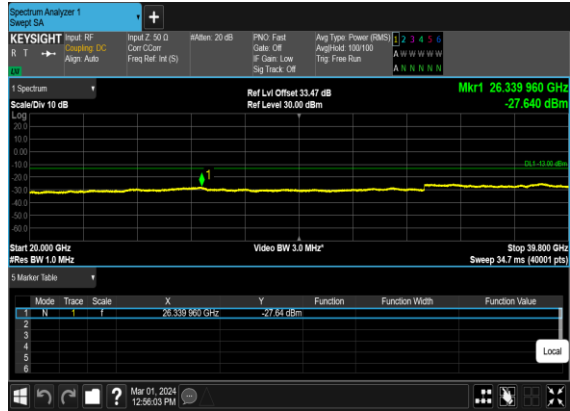 Spectrum Analyzer 1
Swept SA
+
KEYSIGHT Input: RF Input Z: 50 Ω #Atten: 20 dB PNO: Fast Avg Type: Power (RMS) 1 2 3 4 5 6
R T Coupling: DC Corr CCorr Gate: Off Avg|Hold: 100/100 A W W W W W
Align: Auto Freq Ref: Int (S) IF Gain: Low Trig: Free Run
Sig Track: Off A N N N N N
1 Spectrum Ref Lvl Offset 33.47 dB Mkr1 26.339 960 GHz
Scale/Div 10 dB Ref Level 30.00 dBm -27.640 dBm
Log
20.0
10.0
0.00
-10.0
DL1 -13.00 dBm
1
-20.0
-30.0
-40.0
-50.0
-60.0
Start 20.000 GHz Video BW 3.0 MHz* Stop 39.800 GHz
#Res BW 1.0 MHz Sweep 34.7 ms (40001 pts)
5 Marker Table
Mode Trace Scale X Y Function Function Width Function Value
1 N 1 f 26.339 960 GHz -27.64 dBm
2
3
4
5
6
Local
? Mar 01, 2024
12:56:03 PM